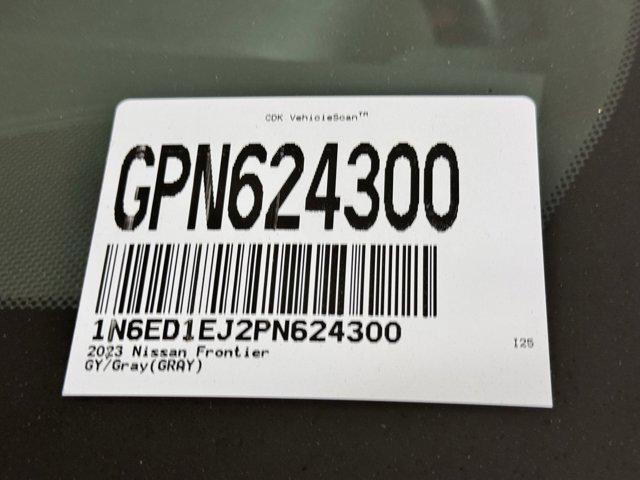 CDK VehicleScan™
GPN624300
1N6ED1EJ2PN624300
2023 Nissan Frontier
GY/Gray(GRAY)
I25